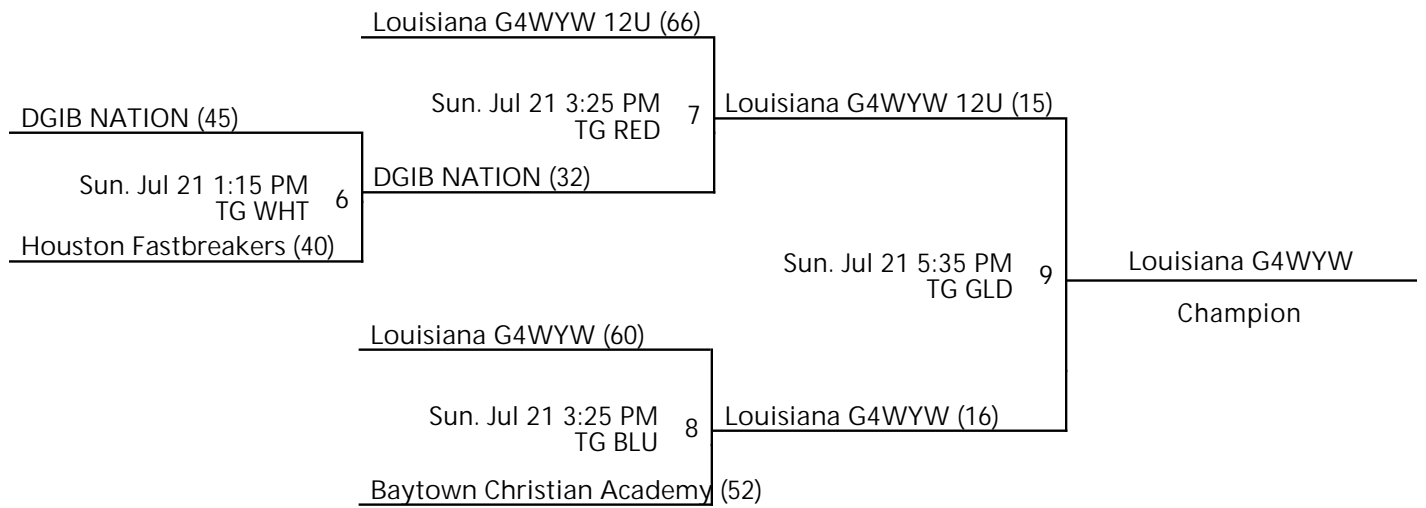 Louisiana G4WYW 12U (66)
DGIB NATION (45)
Sun. Jul 21 3:25 PM
TG RED
7
Louisiana G4WYW 12U (15)
Sun. Jul 21 1:15 PM
TG WHT
6
DGIB NATION (32)
Houston Fastbreakers (40)
Sun. Jul 21 5:35 PM
TG GLD
9
Louisiana G4WYW
Champion
Louisiana G4WYW (60)
Sun. Jul 21 3:25 PM
TG BLU
8
Louisiana G4WYW (16)
Baytown Christian Academy (52)